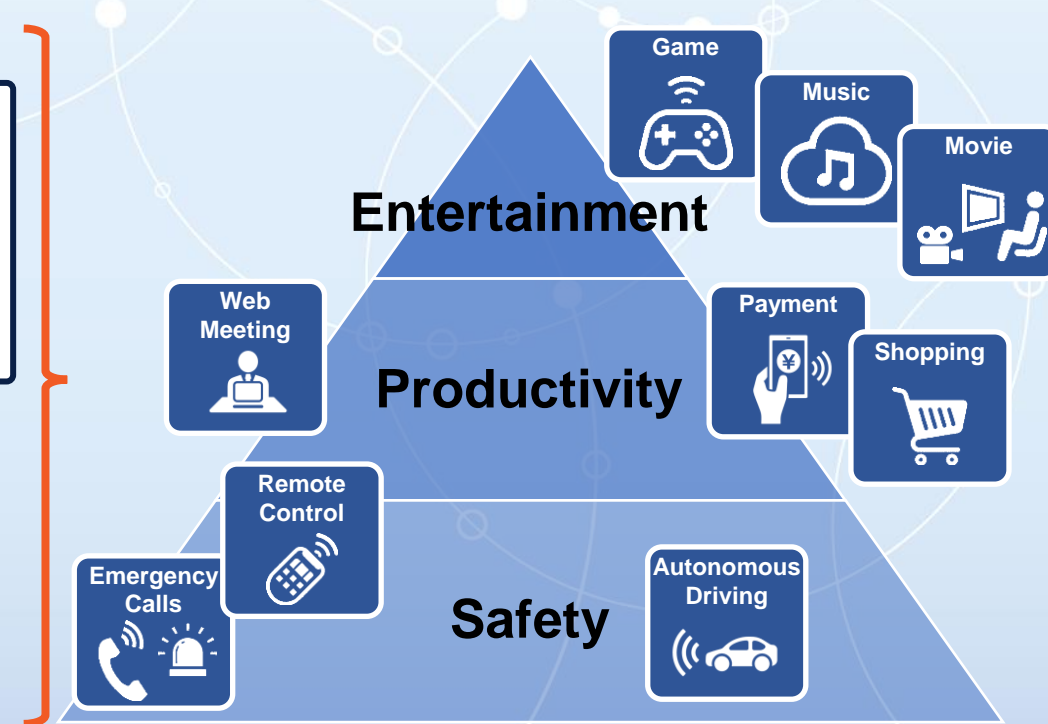 Game
Music
Movie
Entertainment
Web
Meeting
Payment
¥
Shopping
Productivity
Remote
Control
Emergency
Calls
Autonomous
Driving
Safety